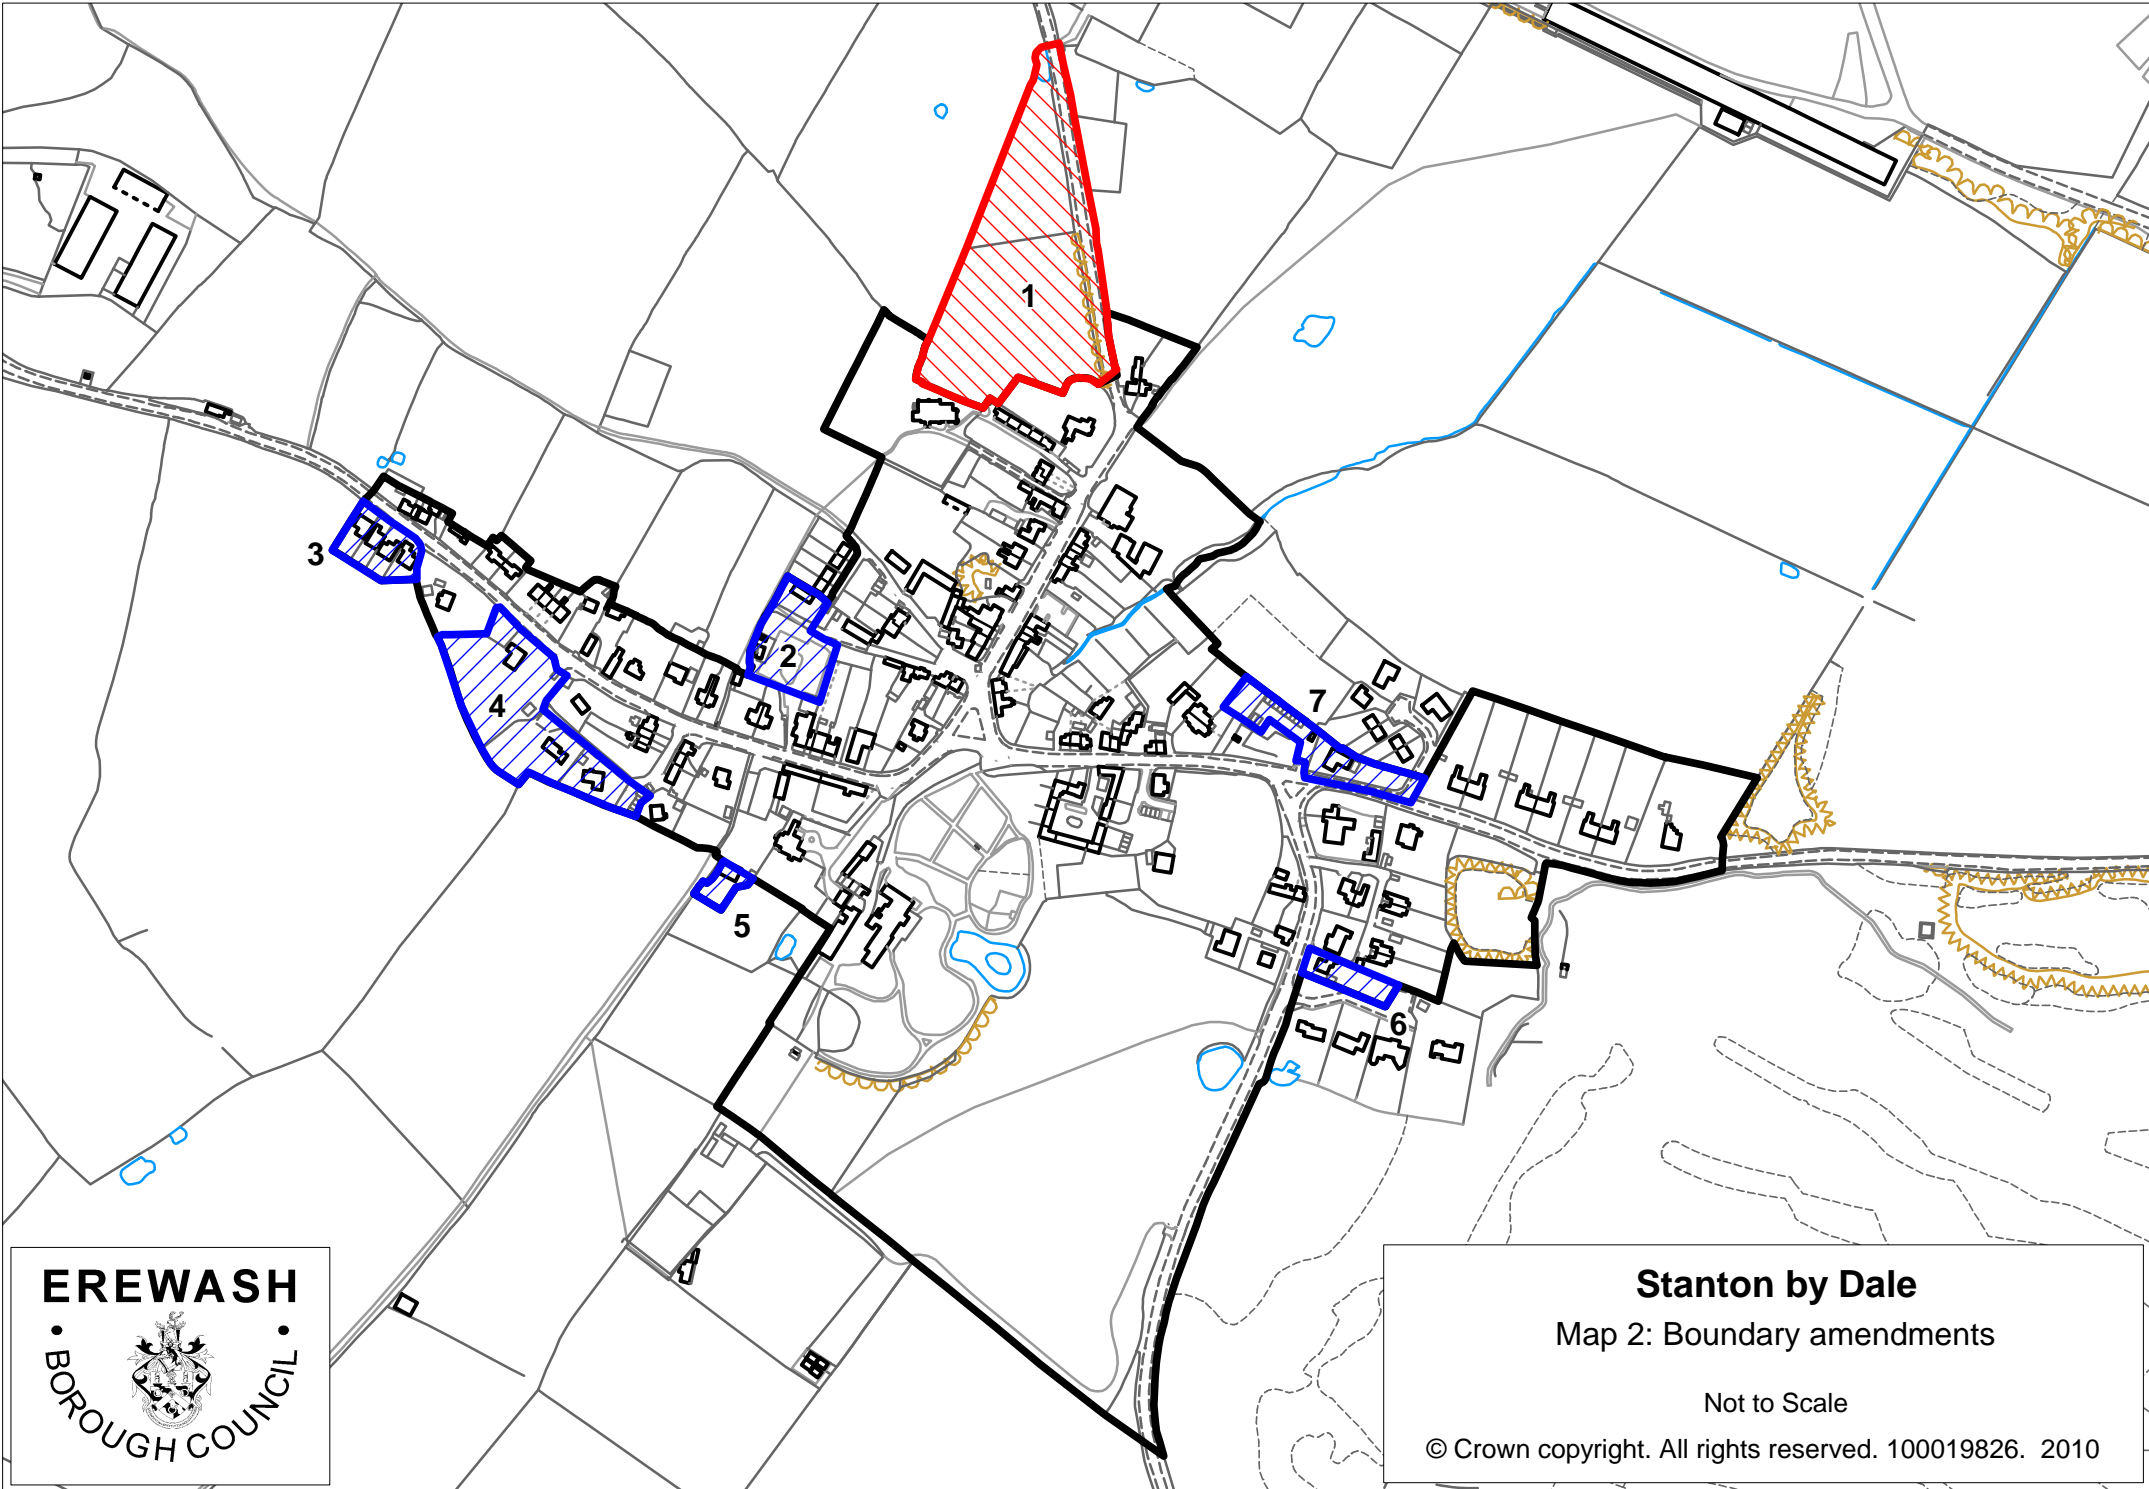 1
2
3
4
5
6
7
EREWASH
• BOROUGH COUNCIL •
Stanton by Dale
Map 2: Boundary amendments
Not to Scale
© Crown copyright. All rights reserved. 100019826. 2010